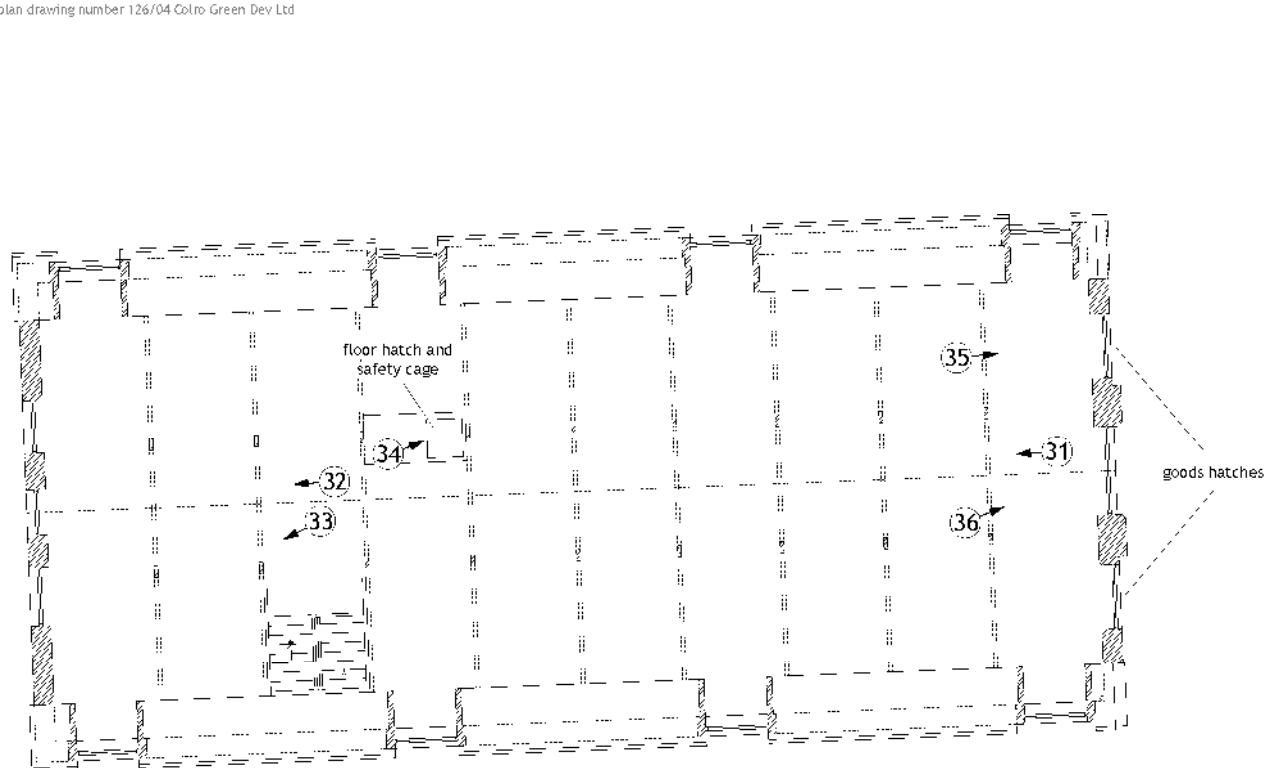 plan drawing number 126/04 Colro Green Dev Ltd
floor hatch and
safety cage
35
34
31
32
goods hatches
33
36